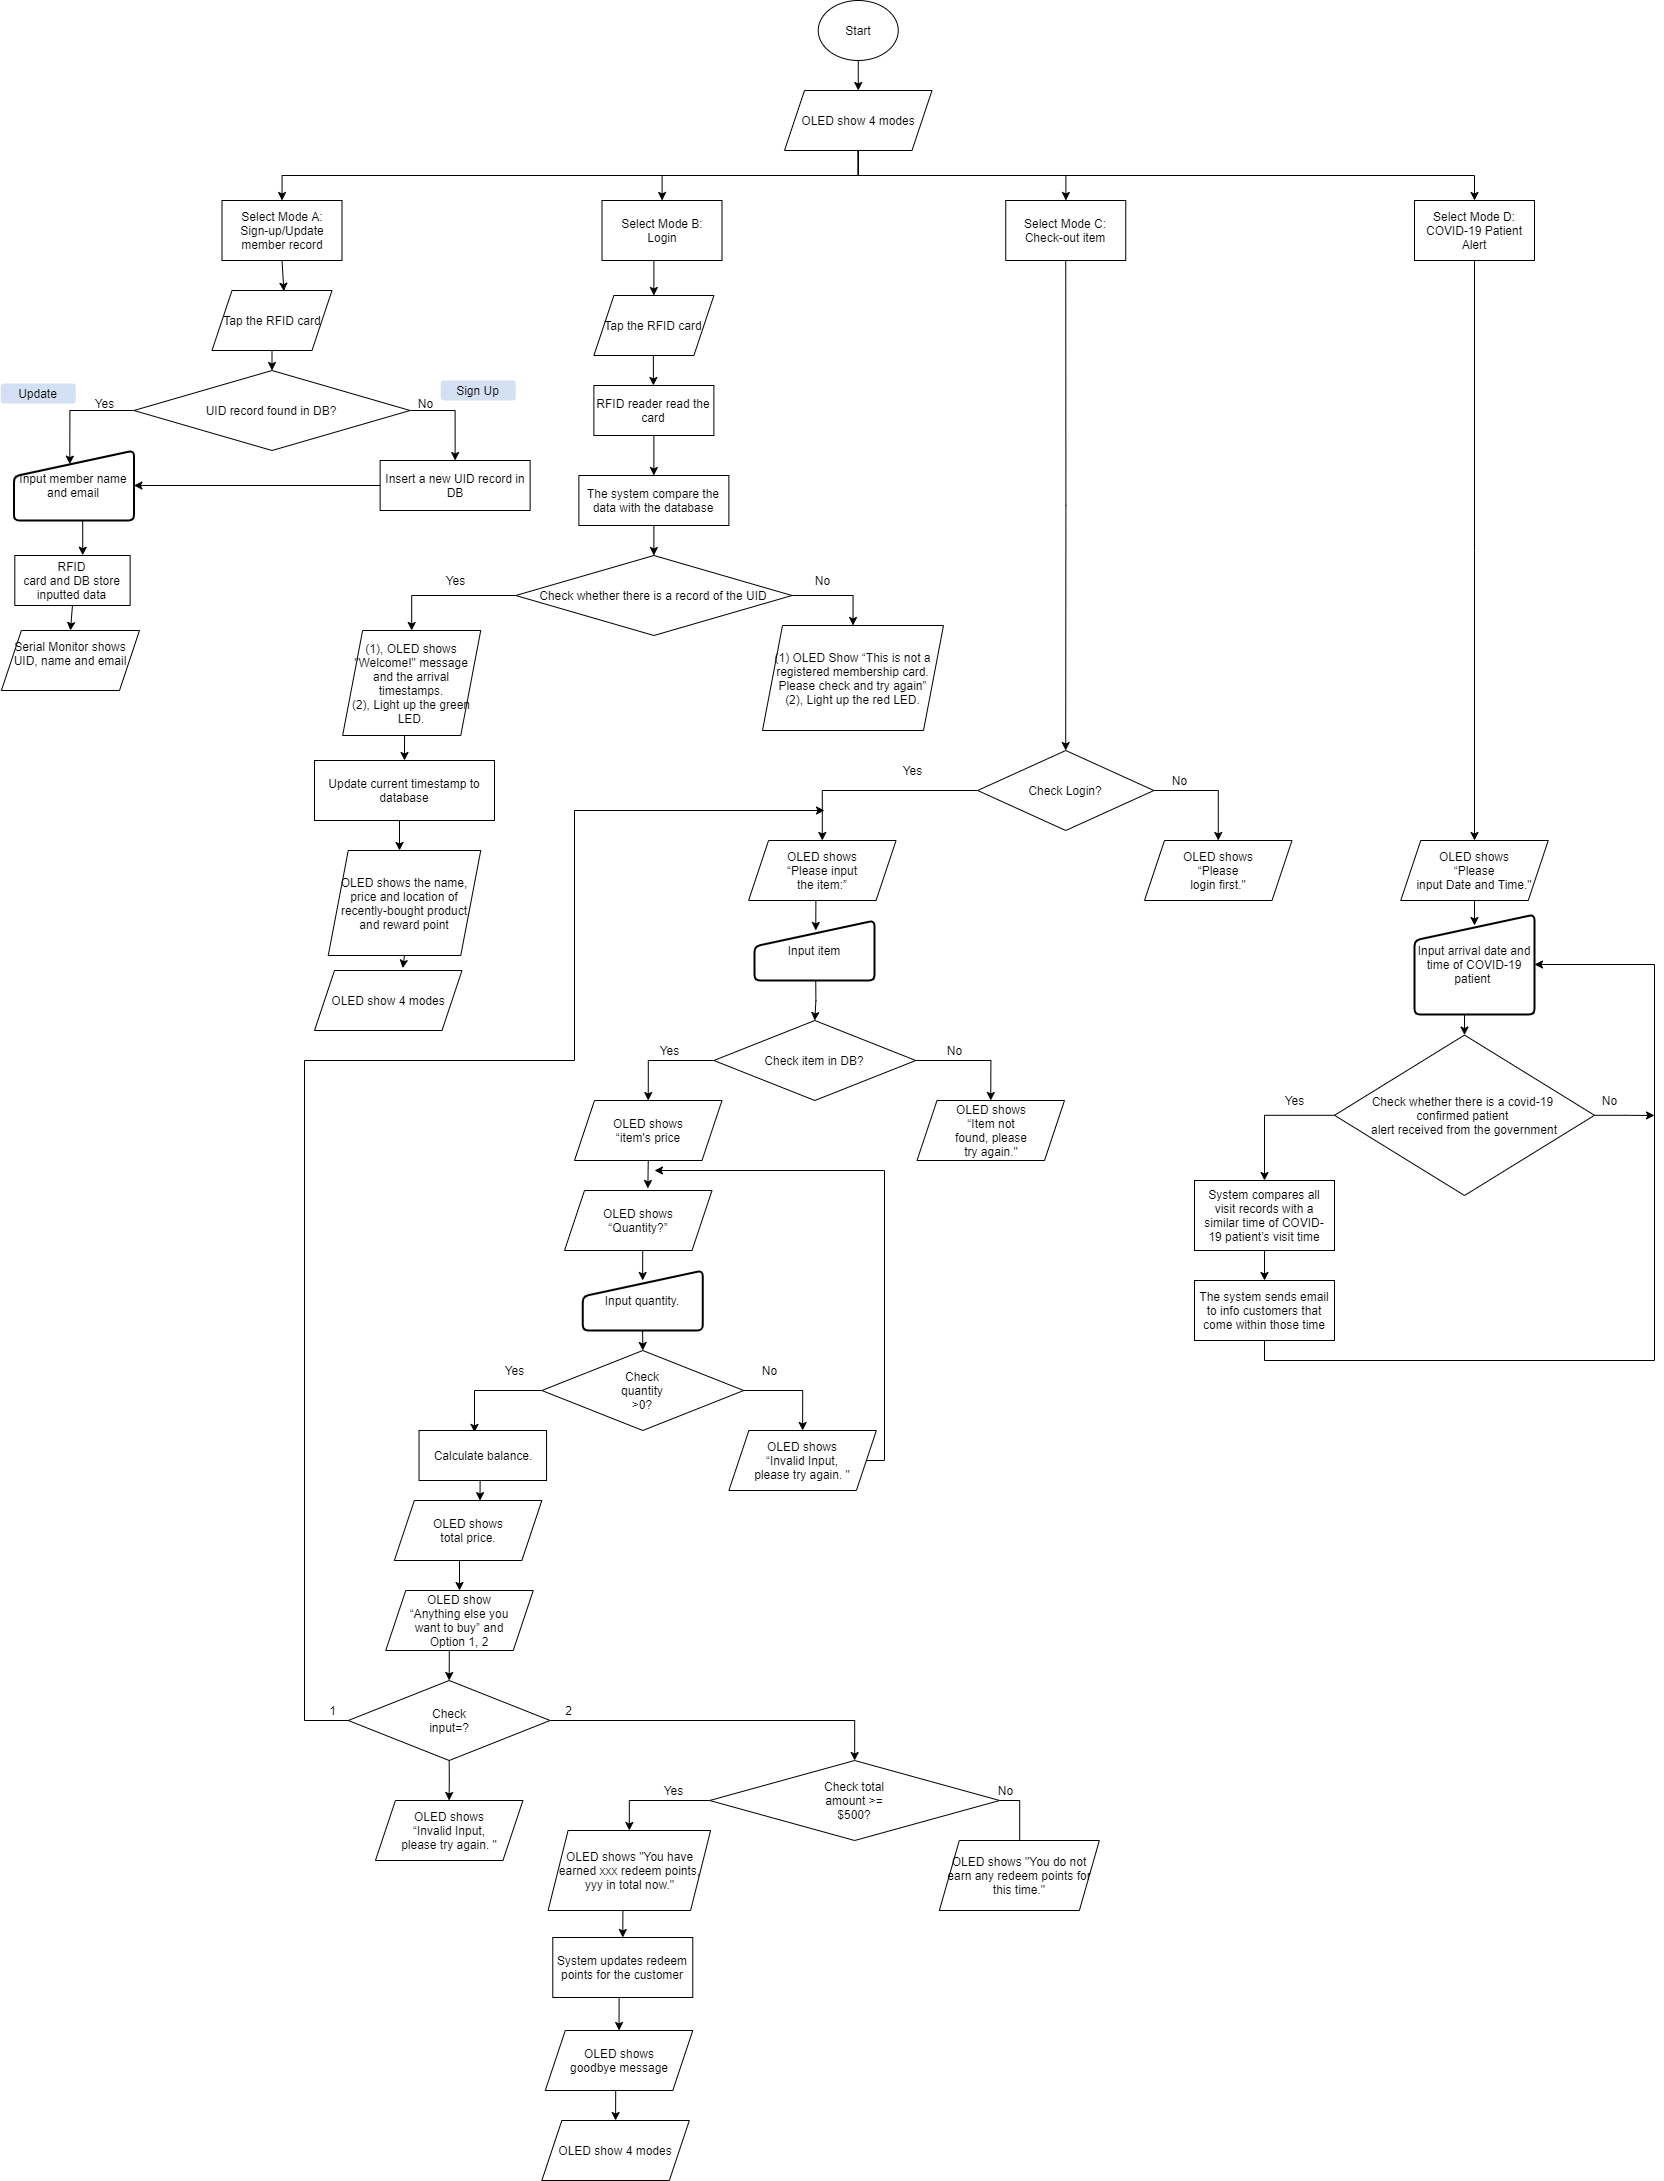 Start
OLED show 4 modes
Select Mode A:
Sign-up/Update
member record
Select Mode B:
Login
Select Mode C:
Check-out item
Select Mode D:
COVID-19 Patient
Alert
Tap the RFID card
Tap the RFID card
Update
Yes
UID record found in DB?
No
Sign Up
RFID reader read the
card
Input member name
and email
Insert a new UID record in
DB
The system compare the
data with the database
RFID
card and DB store
inputted data
Yes
Check whether there is a record of the UID
No
Serial Monitor shows
UID, name and email
(1), OLED shows
"Welcome!" message
and the arrival
timestamps.
(2), Light up the green
LED.
(1) OLED Show “This is not a
registered membership card.
Please check and try again”
(2), Light up the red LED.
Update current timestamp to
database
Yes
Check Login?
No
OLED shows the name,
price and location of
recently-bought product
and reward point
OLED shows
“Please input
the item:”
OLED shows
“Please
login first."
OLED shows
“Please
input Date and Time."
OLED show 4 modes
Input item
Input arrival date and
time of COVID-19
patient
Yes
Check item in DB?
No
OLED shows
“item's price
OLED shows
“Item not
found, please
try again."
Yes
Check whether there is a covid-19
confirmed patient
alert received from the government
No
OLED shows
“Quantity?”
System compares all
visit records with a
similar time of COVID-
19 patient’s visit time
Input quantity.
The system sends email
to info customers that
come within those time
Yes
Check
quantity
>0?
No
Calculate balance.
OLED shows
“Invalid Input,
please try again. "
OLED shows
total price.
OLED show
“Anything else you
want to buy” and
Option 1, 2
1
Check
input=?
2
OLED shows
“Invalid Input,
please try again. "
Yes
Check total
amount >=
$500?
No
OLED shows "You have
earned xxx redeem points,
yyy in total now."
OLED shows "You do not
earn any redeem points for
this time."
System updates redeem
points for the customer
OLED shows
goodbye message
OLED show 4 modes